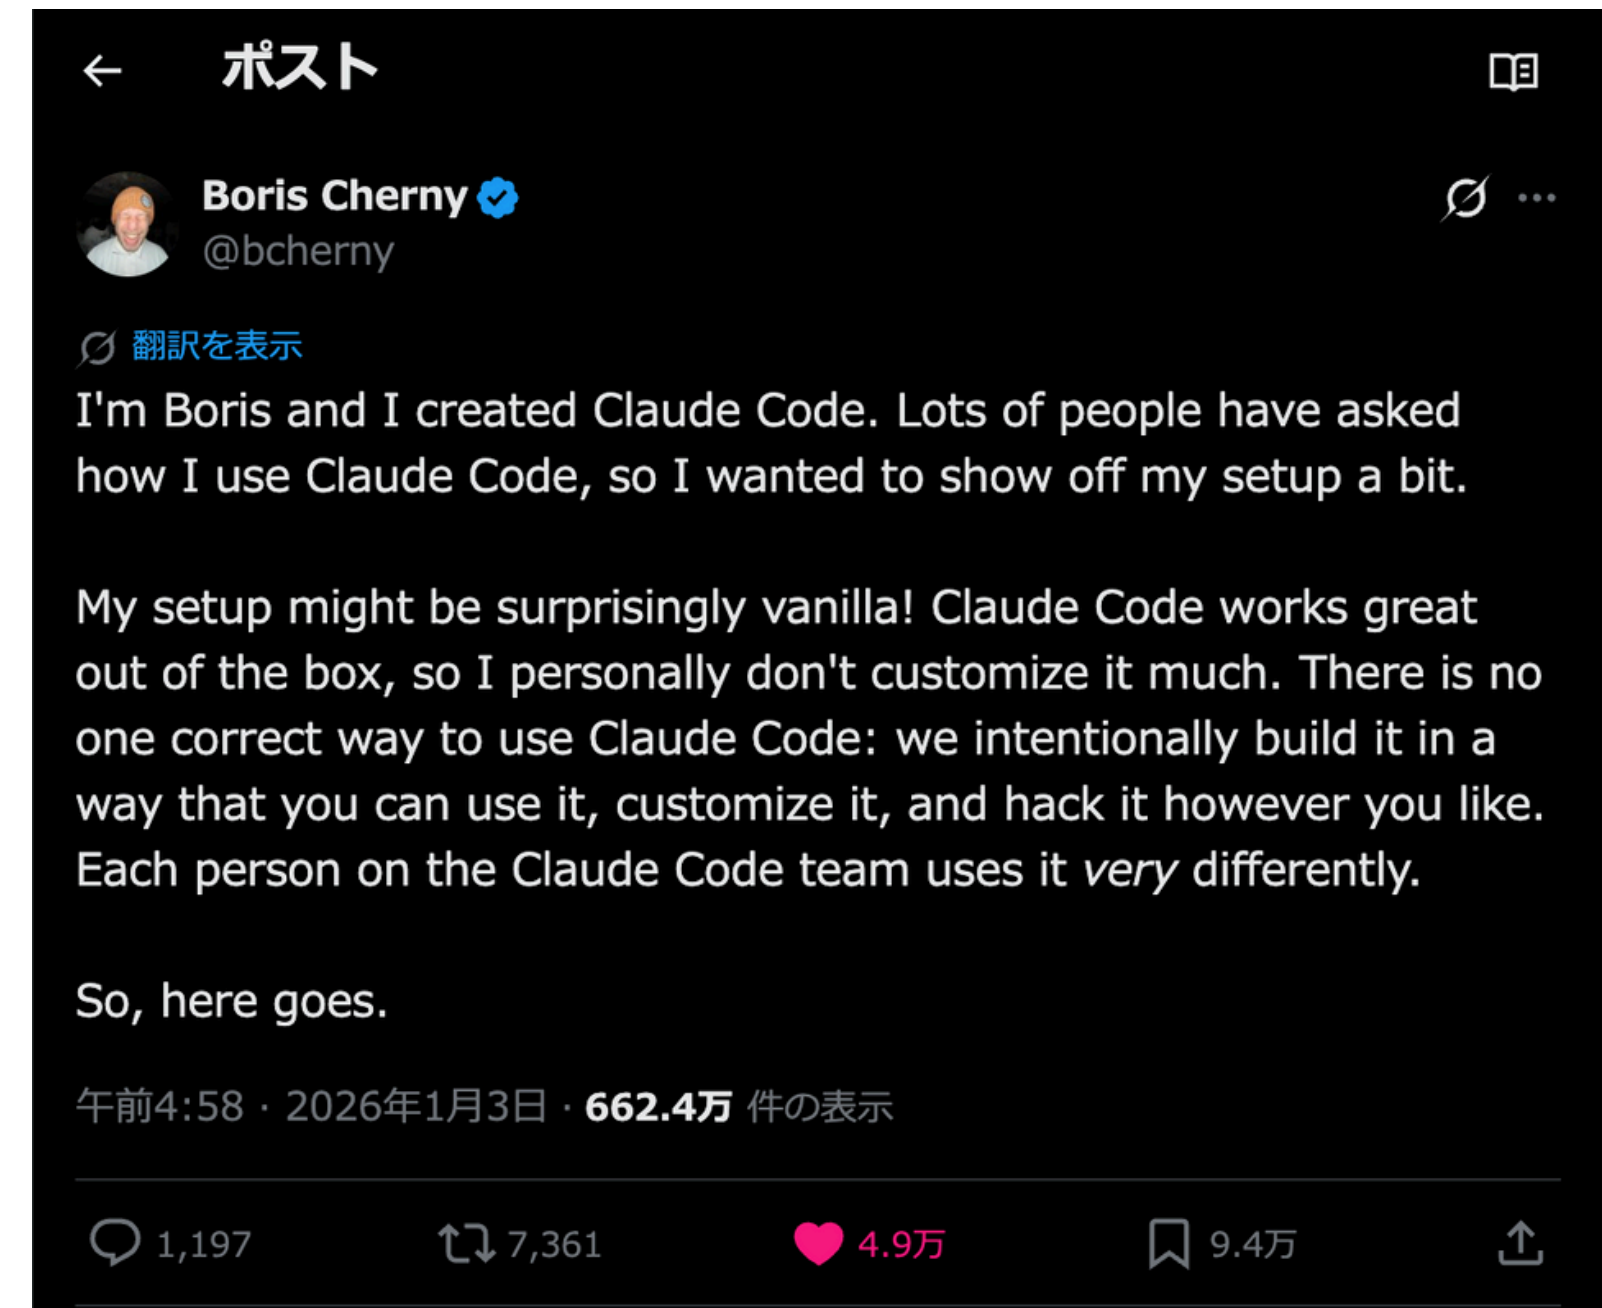 ポスト
Boris Cherny
@bcherny
翻訳を表示
I'm Boris and I created Claude Code. Lots of people have asked
how I use Claude Code, so I wanted to show off my setup a bit.
My setup might be surprisingly vanilla! Claude Code works great
out of the box, so I personally don't customize it much. There is no
one correct way to use Claude Code: we intentionally build it in a
way that you can use it, customize it, and hack it however you like.
Each person on the Claude Code team uses it very differently.
So, here goes.
午前4:58 · 2026年1月3日 · 662.4万 件の表示
1,197 7,361 4.9万 9.4万